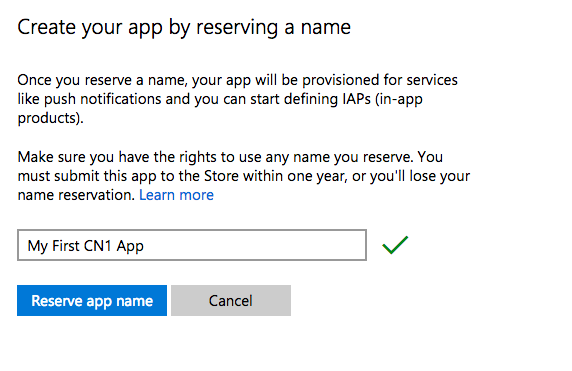 Create your app by reserving a name
Once you reserve a name, your app will be provisioned for services
like push notifications and you can start defining IAPs (in-app
products).
Make sure you have the rights to use any name you reserve. You
must submit this app to the Store within one year, or you'll lose your
name reservation. Learn more
My First CN1 App
Reserve app name
Cancel